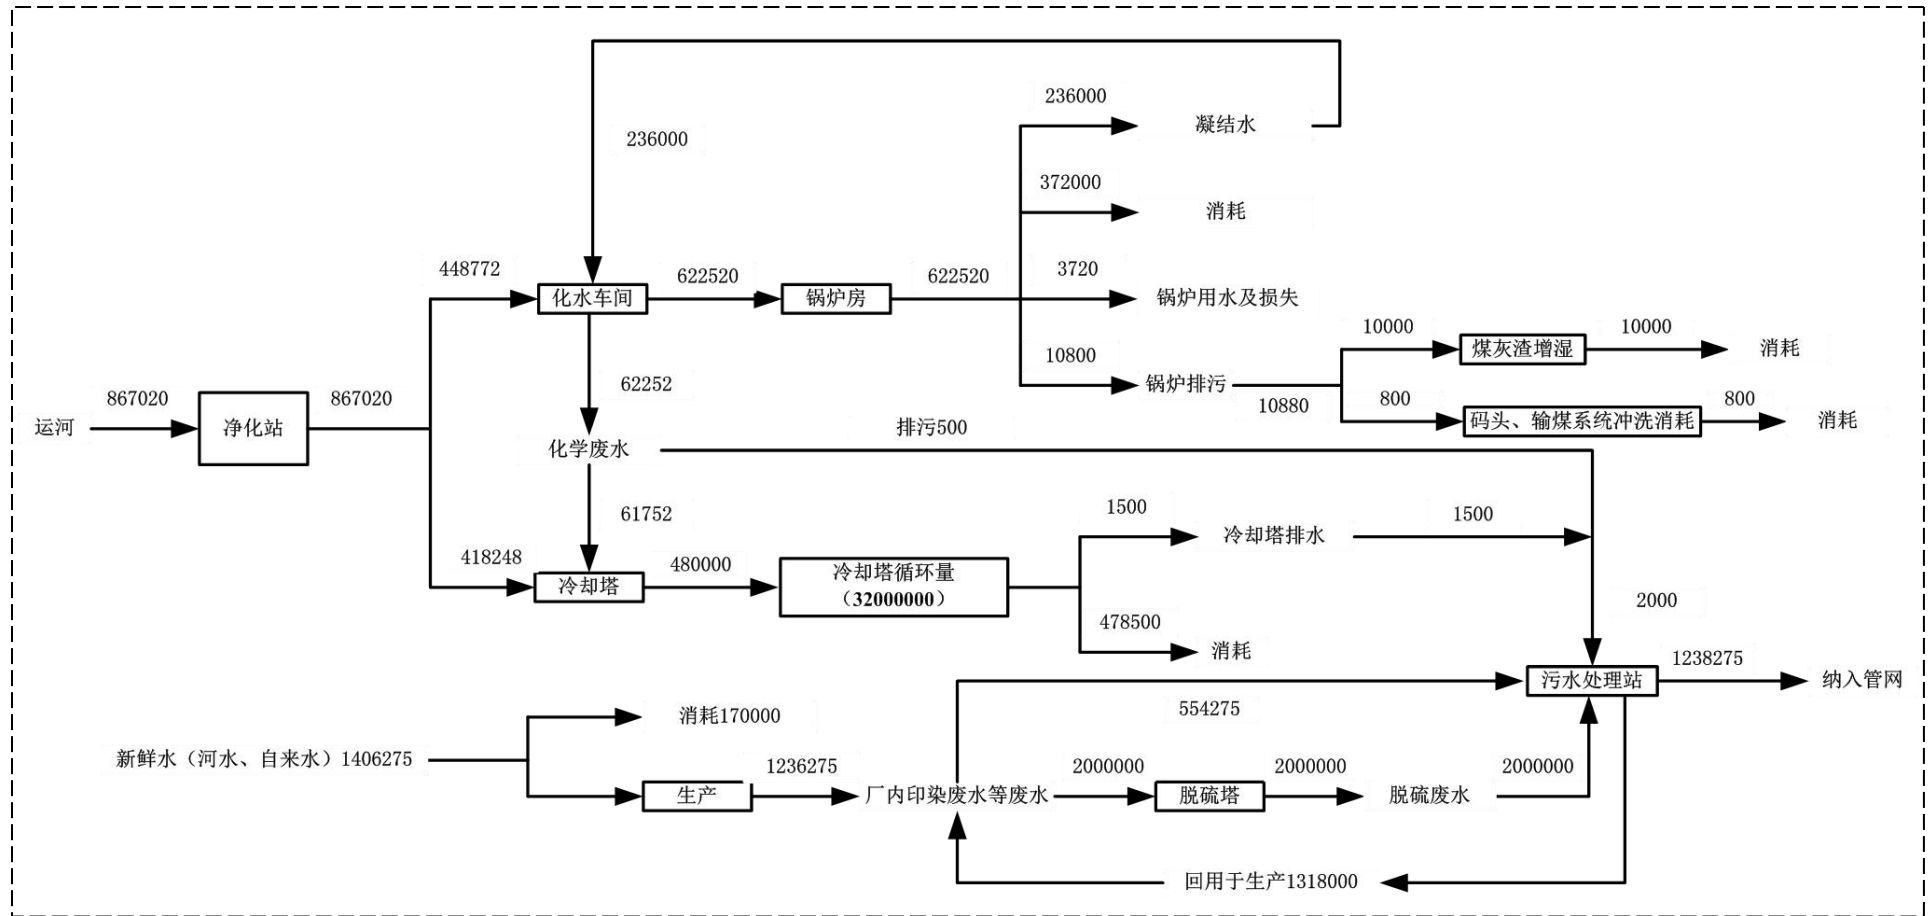 236000
凝结水
236000
372000
消耗
448772
622520
622520
3720
化水车间
锅炉房
锅炉用水及损失
10000
10000
煤灰渣增湿
消耗
10800
锅炉排污
10880
800
800
码头、输煤系统冲洗消耗
消耗
867020
867020
运河
净化站
62252
化学废水
排污500
61752
1500
1500
冷却塔排水
418248
480000
冷却塔
冷却塔循环量
（32000000）
478500
消耗
2000
1238275
污水处理站
纳入管网
554275
消耗170000
新鲜水（河水、自来水）1406275
1236275
生产
厂内印染废水等废水
2000000
2000000
2000000
脱硫塔
脱硫废水
回用于生产1318000